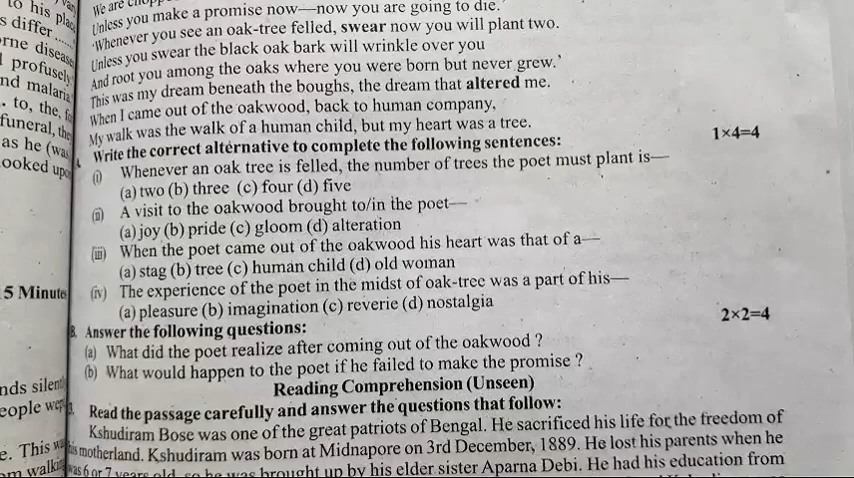 to his plac
s differ......
rne disease
l profusely
nd malaria
. to, the, fa
funeral, the
as he (was
ooked upo
5 Minutes
nds silent
eople wer
e. This w
m walkin
We are
Unless you make a promise now—now you are going to die.
'Whenever you see an oak-tree felled, swear now you will plant two.
Unless you swear the black oak bark will wrinkle over you
And root you among the oaks where you were born but never grew.'
This was my dream beneath the boughs, the dream that altered me.
When I came out of the oakwood, back to human company,
My walk was the walk of a human child, but my heart was a tree.
A. Write the correct alternative to complete the following sentences: 1×4=4
(i) Whenever an oak tree is felled, the number of trees the poet must plant is—
(a) two (b) three (c) four (d) five
(ii) A visit to the oakwood brought to/in the poet—
(a) joy (b) pride (c) gloom (d) alteration
(iii) When the poet came out of the oakwood his heart was that of a—
(a) stag (b) tree (c) human child (d) old woman
(iv) The experience of the poet in the midst of oak-tree was a part of his—
(a) pleasure (b) imagination (c) reverie (d) nostalgia
B. Answer the following questions: 2×2=4
(a) What did the poet realize after coming out of the oakwood ?
(b) What would happen to the poet if he failed to make the promise ?
Reading Comprehension (Unseen)
3. Read the passage carefully and answer the questions that follow:
Kshudiram Bose was one of the great patriots of Bengal. He sacrificed his life for the freedom of
his motherland. Kshudiram was born at Midnapore on 3rd December, 1889. He lost his parents when he
was 6 or 7 years old, so he was brought up by his elder sister Aparna Debi. He had his education from